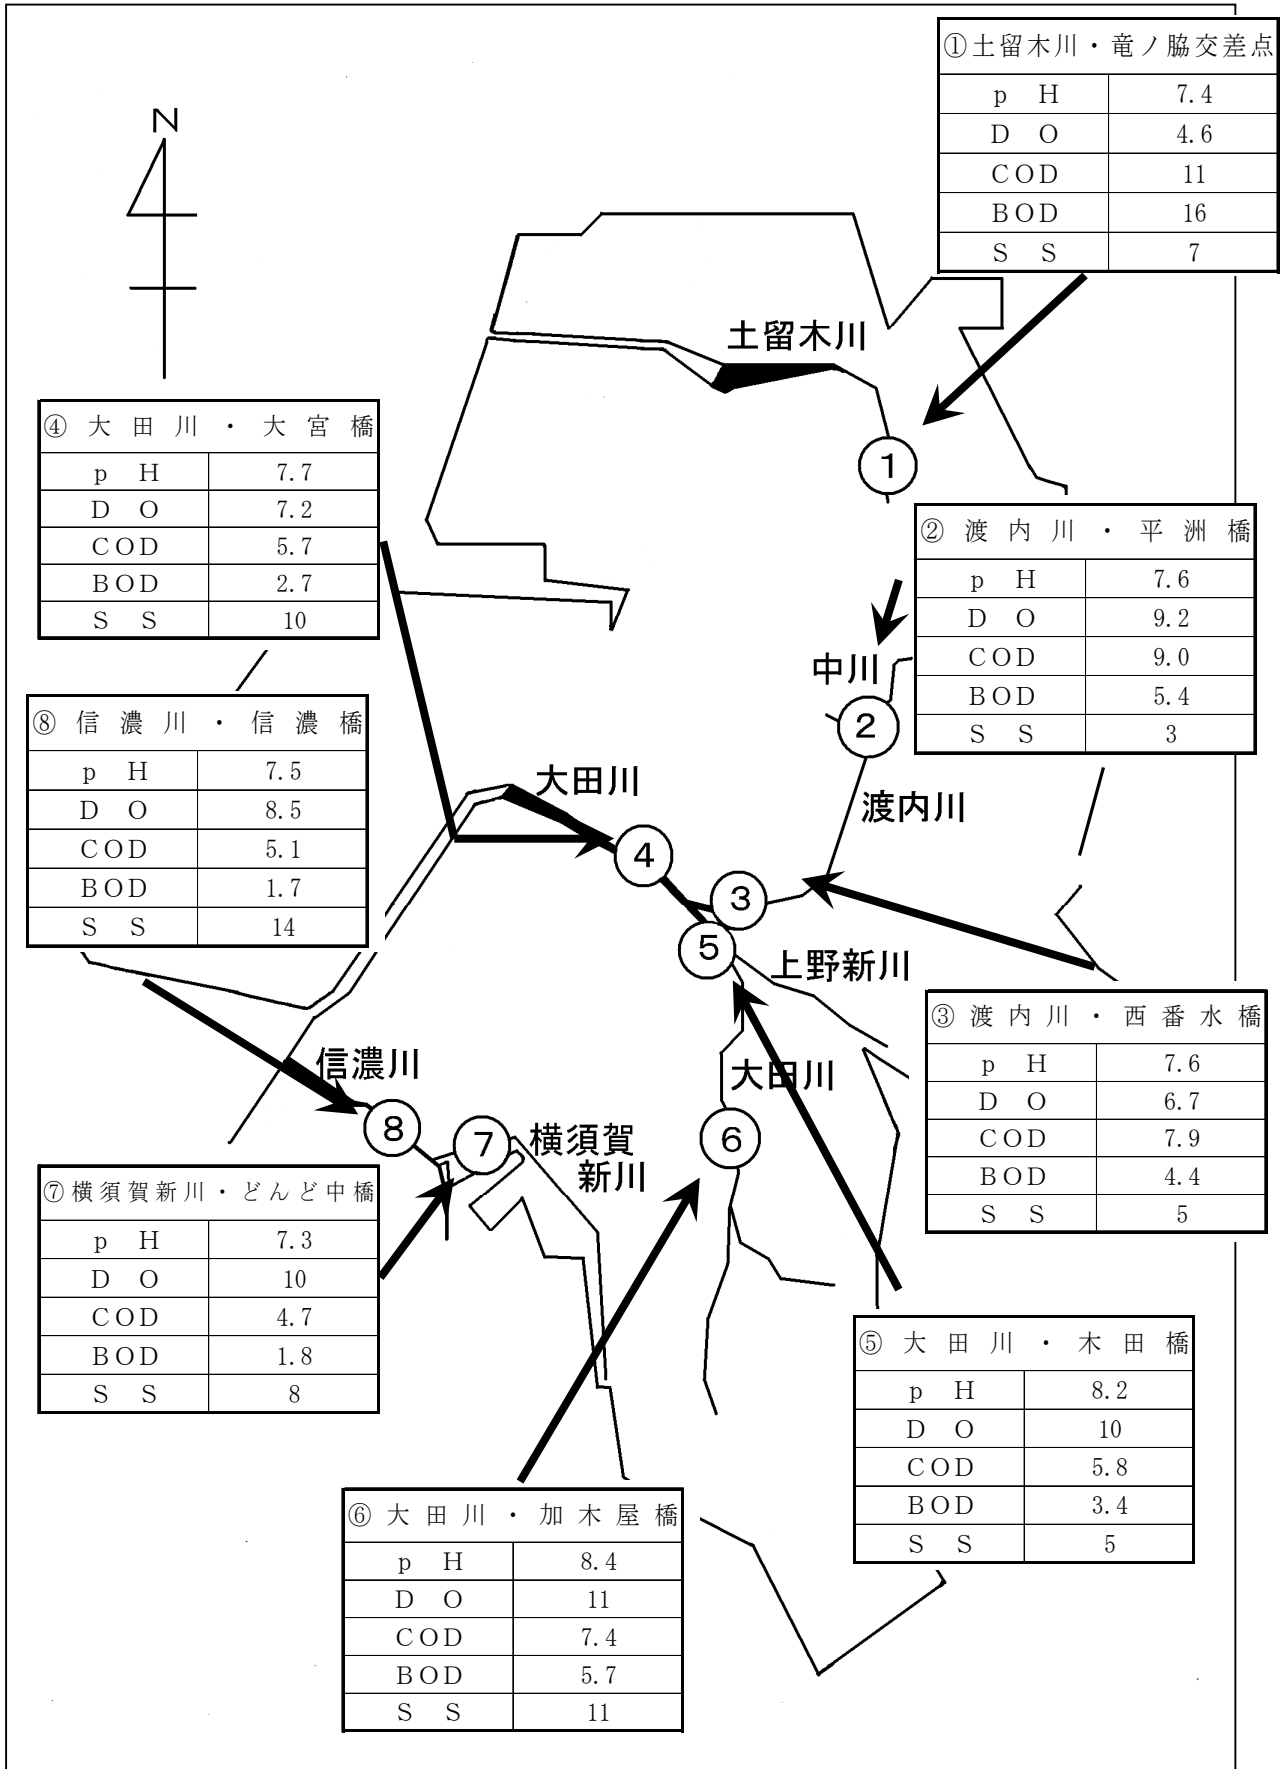 ①土留木川・竜ノ脇交差点
pH 7.4
DO 4.6
COD 11
BOD 16
SS 7
N
土留木川
①
④大田川・大宮橋
pH 7.7
DO 7.2
COD 5.7
BOD 2.7
SS 10
②渡内川・平洲橋
pH 7.6
DO 9.2
COD 9.0
BOD 5.4
SS 3
中川
②
⑧信濃川・信濃橋
pH 7.5
DO 8.5
COD 5.1
BOD 1.7
SS 14
大田川
渡内川
④
③
⑤
上野新川
③渡内川・西番水橋
pH 7.6
DO 6.7
COD 7.9
BOD 4.4
SS 5
信濃川
大田川
⑧
⑦
横須賀
新川
⑥
⑦横須賀新川・どんど中橋
pH 7.3
DO 10
COD 4.7
BOD 1.8
SS 8
⑤大田川・木田橋
pH 8.2
DO 10
COD 5.8
BOD 3.4
SS 5
⑥大田川・加木屋橋
pH 8.4
DO 11
COD 7.4
BOD 5.7
SS 11